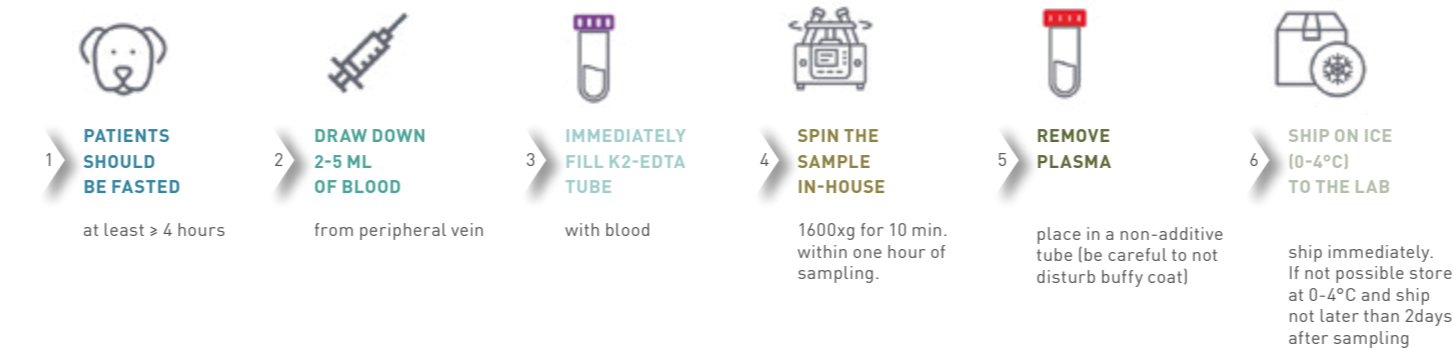 1
PATIENTS
SHOULD
BE FASTED
at least ≥ 4 hours
2
DRAW DOWN
2-5 ML
OF BLOOD
from peripheral vein
3
IMMEDIATELY
FILL K2-EDTA
TUBE
with blood
4
SPIN THE
SAMPLE
IN-HOUSE
1600xg for 10 min.
within one hour of
sampling.
5
REMOVE
PLASMA
place in a non-additive
tube (be careful to not
disturb buffy coat)
6
SHIP ON ICE
(0-4°C)
TO THE LAB
ship immediately.
If not possible store
at 0-4°C and ship
not later than 2days
after sampling